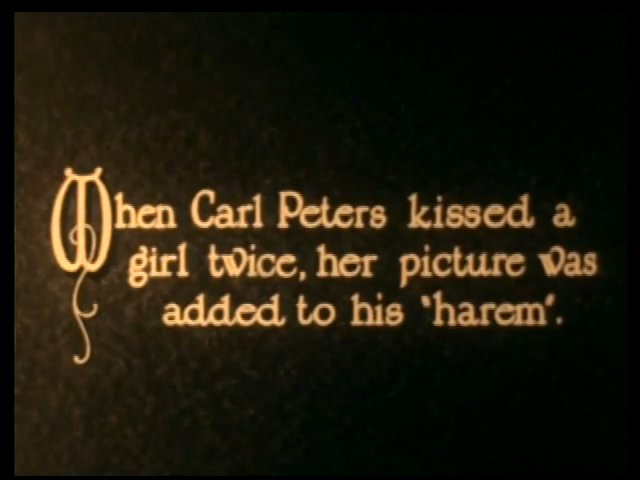 When Carl Peters kissed a
girl twice, her picture was
added to his 'harem'.